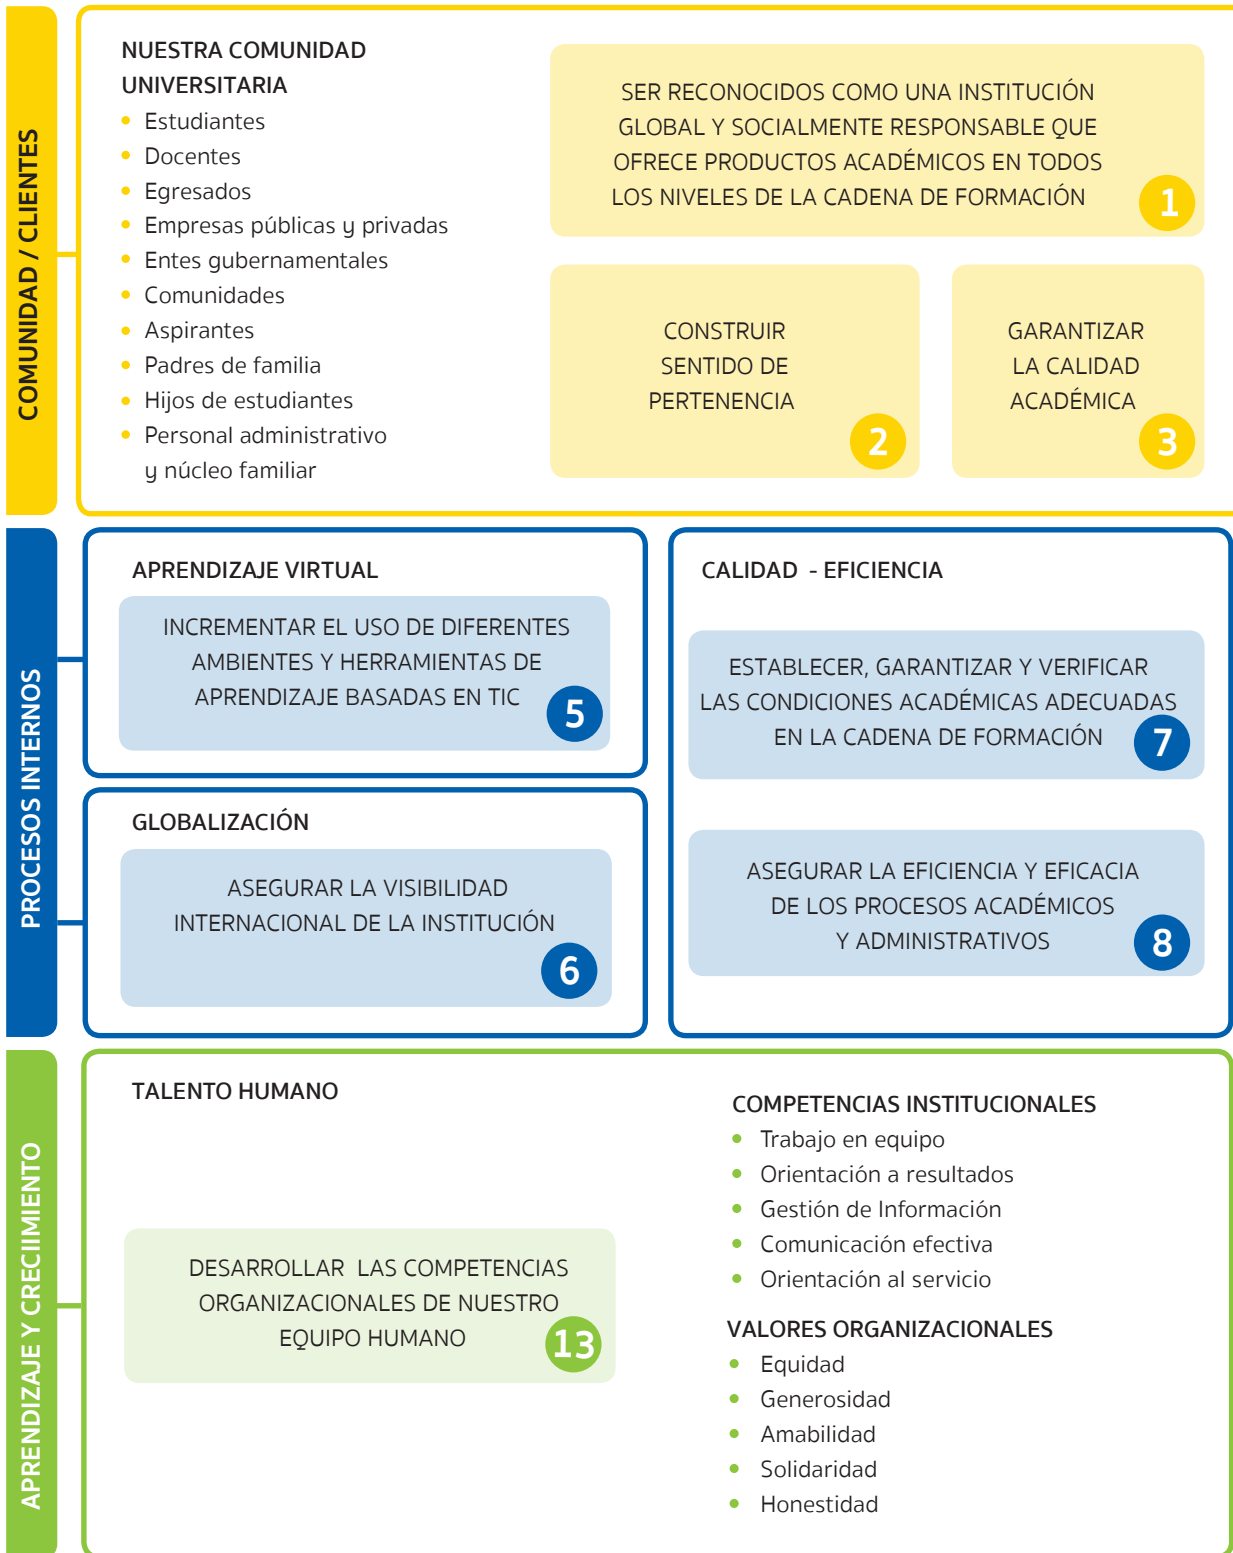 COMUNIDAD / CLIENTES
NUESTRA COMUNIDAD
UNIVERSITARIA
• Estudiantes
• Docentes
• Egresados
• Empresas públicas y privadas
• Entes gubernamentales
• Comunidades
• Aspirantes
• Padres de familia
• Hijos de estudiantes
• Personal administrativo
y núcleo familiar
SER RECONOCIDOS COMO UNA INSTITUCIÓN
GLOBAL Y SOCIALMENTE RESPONSABLE QUE
OFRECE PRODUCTOS ACADÉMICOS EN TODOS
LOS NIVELES DE LA CADENA DE FORMACIÓN
1
CONSTRUIR
SENTIDO DE
PERTENENCIA
2
GARANTIZAR
LA CALIDAD
ACADÉMICA
3
PROCESOS INTERNOS
APRENDIZAJE VIRTUAL
INCREMENTAR EL USO DE DIFERENTES
AMBIENTES Y HERRAMIENTAS DE
APRENDIZAJE BASADAS EN TIC
5
GLOBALIZACIÓN
ASEGURAR LA VISIBILIDAD
INTERNACIONAL DE LA INSTITUCIÓN
6
CALIDAD - EFICIENCIA
ESTABLECER, GARANTIZAR Y VERIFICAR
LAS CONDICIONES ACADÉMICAS ADECUADAS
EN LA CADENA DE FORMACIÓN
7
ASEGURAR LA EFICIENCIA Y EFICACIA
DE LOS PROCESOS ACADÉMICOS
Y ADMINISTRATIVOS
8
APRENDIZAJE Y CRECIIMIENTO
TALENTO HUMANO
DESARROLLAR LAS COMPETENCIAS
ORGANIZACIONALES DE NUESTRO
EQUIPO HUMANO
13
COMPETENCIAS INSTITUCIONALES
• Trabajo en equipo
• Orientación a resultados
• Gestión de Información
• Comunicación efectiva
• Orientación al servicio
VALORES ORGANIZACIONALES
• Equidad
• Generosidad
• Amabilidad
• Solidaridad
• Honestidad